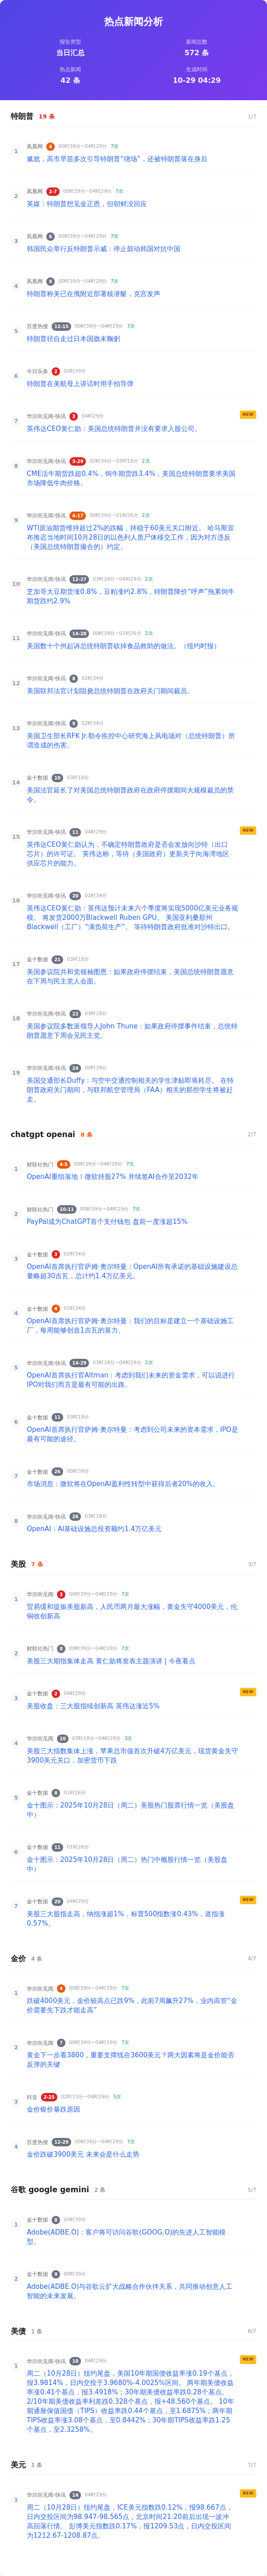 热点新闻分析
报告类型
新闻总数
当日汇总
572 条
热点新闻
生成时间
42 条
10-29 04:29
特朗普 19 条 1/7
1 凤凰网 4 00时39分~04时29分 7次
尴尬，高市早苗多次引导特朗普“绕场”，还被特朗普落在身后
2 凤凰网 2-7 00时39分~04时29分 7次
英媒：特朗普想见金正恩，但朝鲜没回应
3 凤凰网 6 00时39分~04时29分 7次
韩国民众举行反特朗普示威：停止鼓动韩国对抗中国
4 凤凰网 8 00时39分~04时29分 7次
特朗普称美已在俄附近部署核潜艇，克宫发声
5 百度热搜 12-15 00时39分~04时29分 7次
特朗普径自走过日本国旗未鞠躬
6 今日头条 2 00时39分
特朗普在美航母上讲话时用手拍导弹
7 华尔街见闻-快讯 3 04时29分 NEW
英伟达CEO黄仁勋：美国总统特朗普并没有要求入股公司。
8 华尔街见闻-快讯 3-29 02时34分~03时18分 2次
CME活牛期货跌超0.4%，饲牛期货跌3.4%，美国总统特朗普要求美国
市场降低牛肉价格。
9 华尔街见闻-快讯 4-17 00时39分~01时26分 2次
WTI原油期货维持超过2%的跌幅，持稳于60美元关口附近。 哈马斯宣
布推迟当地时间10月28日的以色列人质尸体移交工作，因为对方违反
（美国总统特朗普撮合的）约定。
10 华尔街见闻-快讯 12-27 03时18分~04时29分 2次
芝加哥大豆期货涨0.8%，豆粕涨约2.8%，特朗普降价“呼声”拖累饲牛
期货跌约2.9%
11 华尔街见闻-快讯 14-28 00时39分~01时26分 2次
美国数十个州起诉总统特朗普砍掉食品救助的做法。（纽约时报）
12 华尔街见闻-快讯 9 02时34分
美国联邦法官计划阻挠总统特朗普在政府关门期间裁员。
13 华尔街见闻-快讯 9 02时34分
美国卫生部长RFK Jr.勒令疾控中心研究海上风电场对（总统特朗普）所
谓造成的伤害。
14 金十数据 10 03时18分
美国法官延长了对美国总统特朗普政府在政府停摆期间大规模裁员的禁
令。
15 华尔街见闻-快讯 11 04时29分 NEW
英伟达CEO黄仁勋认为，不确定特朗普政府是否会发放向沙特（出口
芯片）的许可证。 英伟达称，等待（美国政府）更新关于向海湾地区
供应芯片的能力。
16 华尔街见闻-快讯 20 02时34分
英伟达CEO黄仁勋：英伟达预计未来六个季度将实现5000亿美元业务规
模。 将发货2000万Blackwell Ruben GPU。 美国亚利桑那州
Blackwell（工厂）“满负荷生产”。 等待特朗普政府批准对沙特出口。
17 金十数据 21 03时18分
美国参议院共和党领袖图恩：如果政府停摆结束，美国总统特朗普愿意
在下周与民主党人会面。
18 华尔街见闻-快讯 22 03时18分
美国参议院多数派领导人John Thune：如果政府停摆事件结束，总统特
朗普愿意下周会见民主党。
19 华尔街见闻-快讯 24 00时39分
美国交通部长Duffy：与空中交通控制相关的学生津贴即将耗尽。 在特
朗普政府关门期间，与联邦航空管理局（FAA）相关的那些学生将被赶
走。
chatgpt openai 8 条 2/7
1 财联社热门 4-5 00时39分~04时29分 7次
OpenAI重组落地！微软持股27% 并续签AI合作至2032年
2 财联社热门 10-11 00时39分~04时29分 7次
PayPal成为ChatGPT首个支付钱包 盘前一度涨超15%
3 金十数据 3 02时34分
OpenAI首席执行官萨姆·奥尔特曼：OpenAI所有承诺的基础设施建设总
量略超30吉瓦，总计约1.4万亿美元。
4 金十数据 4 02时34分
OpenAI首席执行官萨姆·奥尔特曼：我们的目标是建立一个基础设施工
厂，每周能够创造1吉瓦的算力。
5 华尔街见闻-快讯 14-29 03时18分~04时29分 2次
OpenAI首席执行官Altman：考虑到我们未来的资金需求，可以说进行
IPO对我们而言是最有可能的出路。
6 金十数据 11 03时18分
OpenAI首席执行官萨姆·奥尔特曼：考虑到公司未来的资本需求，IPO是
最有可能的途径。
7 金十数据 26 00时39分
市场消息：微软将在OpenAI盈利性转型中获得后者20%的收入。
8 华尔街见闻-快讯 26 03时18分
OpenAI：AI基础设施总投资额约1.4万亿美元
美股 7 条 3/7
1 华尔街见闻 3 00时39分~04时29分 7次
贸易缓和提振美股新高，人民币两月最大涨幅，黄金失守4000美元，伦
铜收创新高
2 财联社热门 6 00时39分~04时29分 7次
美股三大期指集体走高 黄仁勋将发表主题演讲 | 今夜看点
3 金十数据 2 04时29分 NEW
美股收盘：三大股指续创新高 英伟达涨近5%
4 华尔街见闻 10 03时18分~04时29分 3次
美股三大指数集体上涨，苹果总市值首次升破4万亿美元，现货黄金失守
3900美元关口，加密货币下跌
5 金十数据 8 01时26分
金十图示：2025年10月28日（周二）美股热门股票行情一览（美股盘
中）
6 金十数据 11 01时26分
金十图示：2025年10月28日（周二）热门中概股行情一览（美股盘
中）
7 金十数据 20 04时29分 NEW
美股三大股指走高，纳指涨超1%，标普500指数涨0.43%，道指涨
0.57%。
金价 4 条 4/7
1 华尔街见闻 4 00时39分~04时29分 7次
跌破4000美元，金价较高点已跌9%，此前7周飙升27%，业内高管“金
价需要先下跌才能走高”
2 华尔街见闻 7 00时39分~04时29分 7次
黄金下一步看3800，重要支撑线在3600美元？两大因素将是金价能否
反弹的关键
3 抖音 2-25 02时33分~04时29分 5次
金价银价暴跌原因
4 百度热搜 12-29 00时39分~04时29分 7次
金价跌破3900美元 未来会是什么走势
谷歌 google gemini 2 条 5/7
1 金十数据 8 00时39分
Adobe(ADBE.O)：客户将可访问谷歌(GOOG.O)的先进人工智能模
型。
2 金十数据 9 00时39分
Adobe(ADBE.O)与谷歌云扩大战略合作伙伴关系，共同推动创意人工
智能的未来发展。
美债 1 条 6/7
1 华尔街见闻-快讯 10 04时29分 NEW
周二（10月28日）纽约尾盘，美国10年期国债收益率涨0.19个基点，
报3.9814%，日内交投于3.9680%-4.0025%区间。 两年期美债收益
率涨0.41个基点，报3.4918%；30年期美债收益率跌0.28个基点。
2/10年期美债收益率利差跌0.328个基点，报+48.560个基点。 10年
期通胀保值国债（TIPS）收益率跌0.44个基点，至1.6875%；两年期
TIPS收益率涨3.08个基点，至0.8442%；30年期TIPS收益率跌1.25
个基点，至2.3258%。
美元 1 条 7/7
1 华尔街见闻-快讯 14 04时29分 NEW
周二（10月28日）纽约尾盘，ICE美元指数跌0.12%，报98.667点，
日内交投区间为98.947-98.565点，北京时间21:20前后出现一波冲
高回落行情。 彭博美元指数跌0.17%，报1209.53点，日内交投区间
为1212.67-1208.87点。